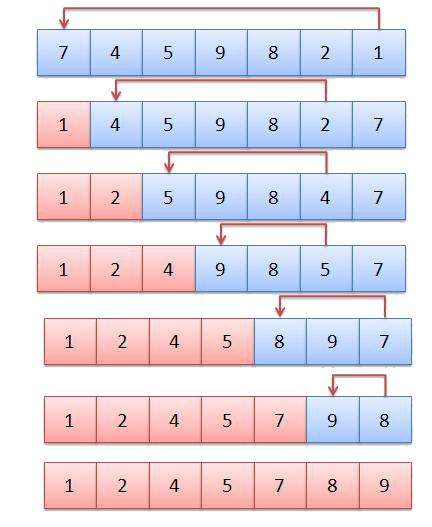 7 4 5 9 8 2 1
1 4 5 9 8 2 7
1 2 5 9 8 4 7
1 2 4 9 8 5 7
1 2 4 5 8 9 7
1 2 4 5 7 9 8
1 2 4 5 7 8 9